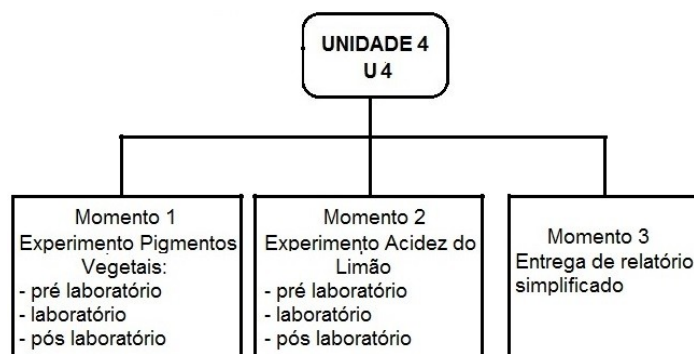 UNIDADE 4
U 4
Momento 1
Experimento Pigmentos
Vegetais:
- pré laboratório
- laboratório
- pós laboratório
Momento 2
Experimento Acidez do
Limão
- pré laboratório
- laboratório
- pós laboratório
Momento 3
Entrega de relatório
simplificado